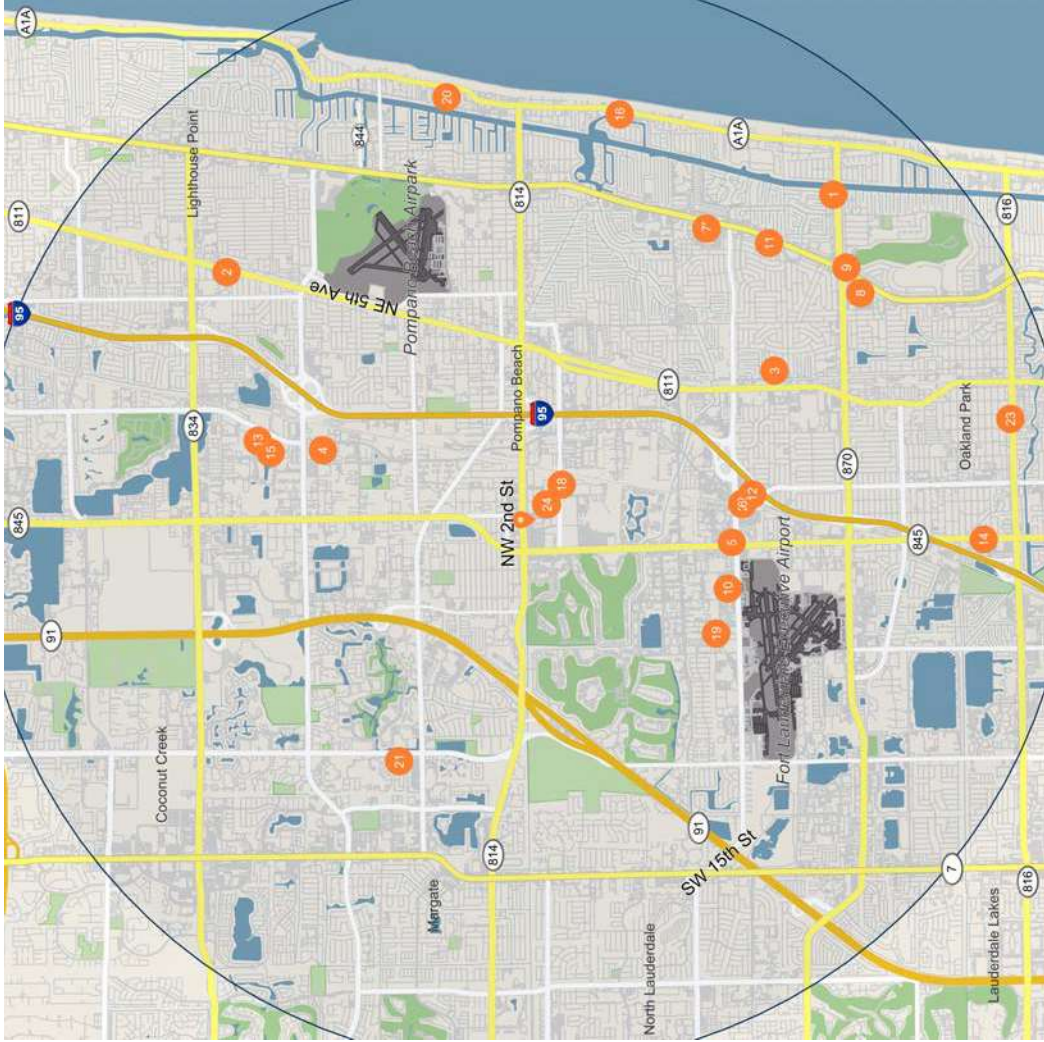 A1A
811
95
845
91
Lighthouse Point
844
20
16
A1A
1
816
2
NE 5th Ave
Pompano Beach Airpark
814
7
11
9
8
834
13
15
4
Pompano Beach
95
811
3
870
Oakland Park
23
NW 2nd St
24
18
12
5
10
19
Fort Lauderdale Executive Airport
845
14
Coconut Creek
21
Margate
814
91
SW 15th St
7
816
North Lauderdale
Lauderdale Lakes